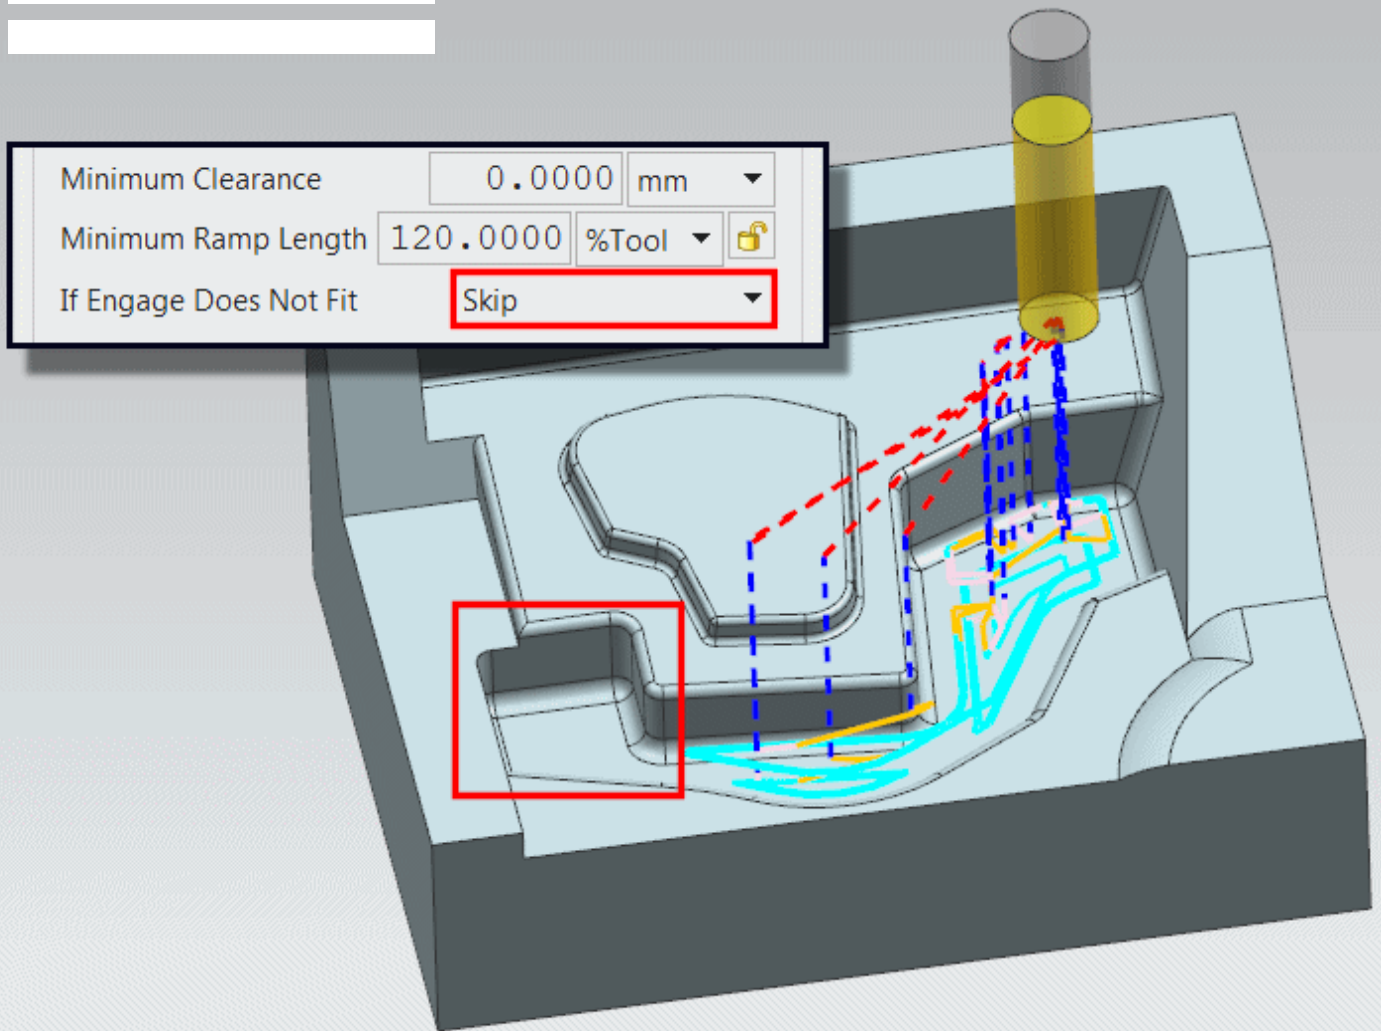 Minimum Clearance 0.0000 mm
Minimum Ramp Length 120.0000 %Tool
If Engage Does Not Fit Skip